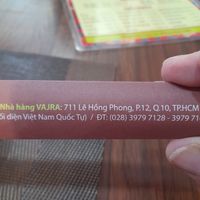 Nhà hàng VAJRA: 711 Lê Hồng Phong, P.12, Q.10, TP.HCM
ối diện Việt Nam Quốc Tự) / ĐT: (028) 3979 7128 - 3979 71